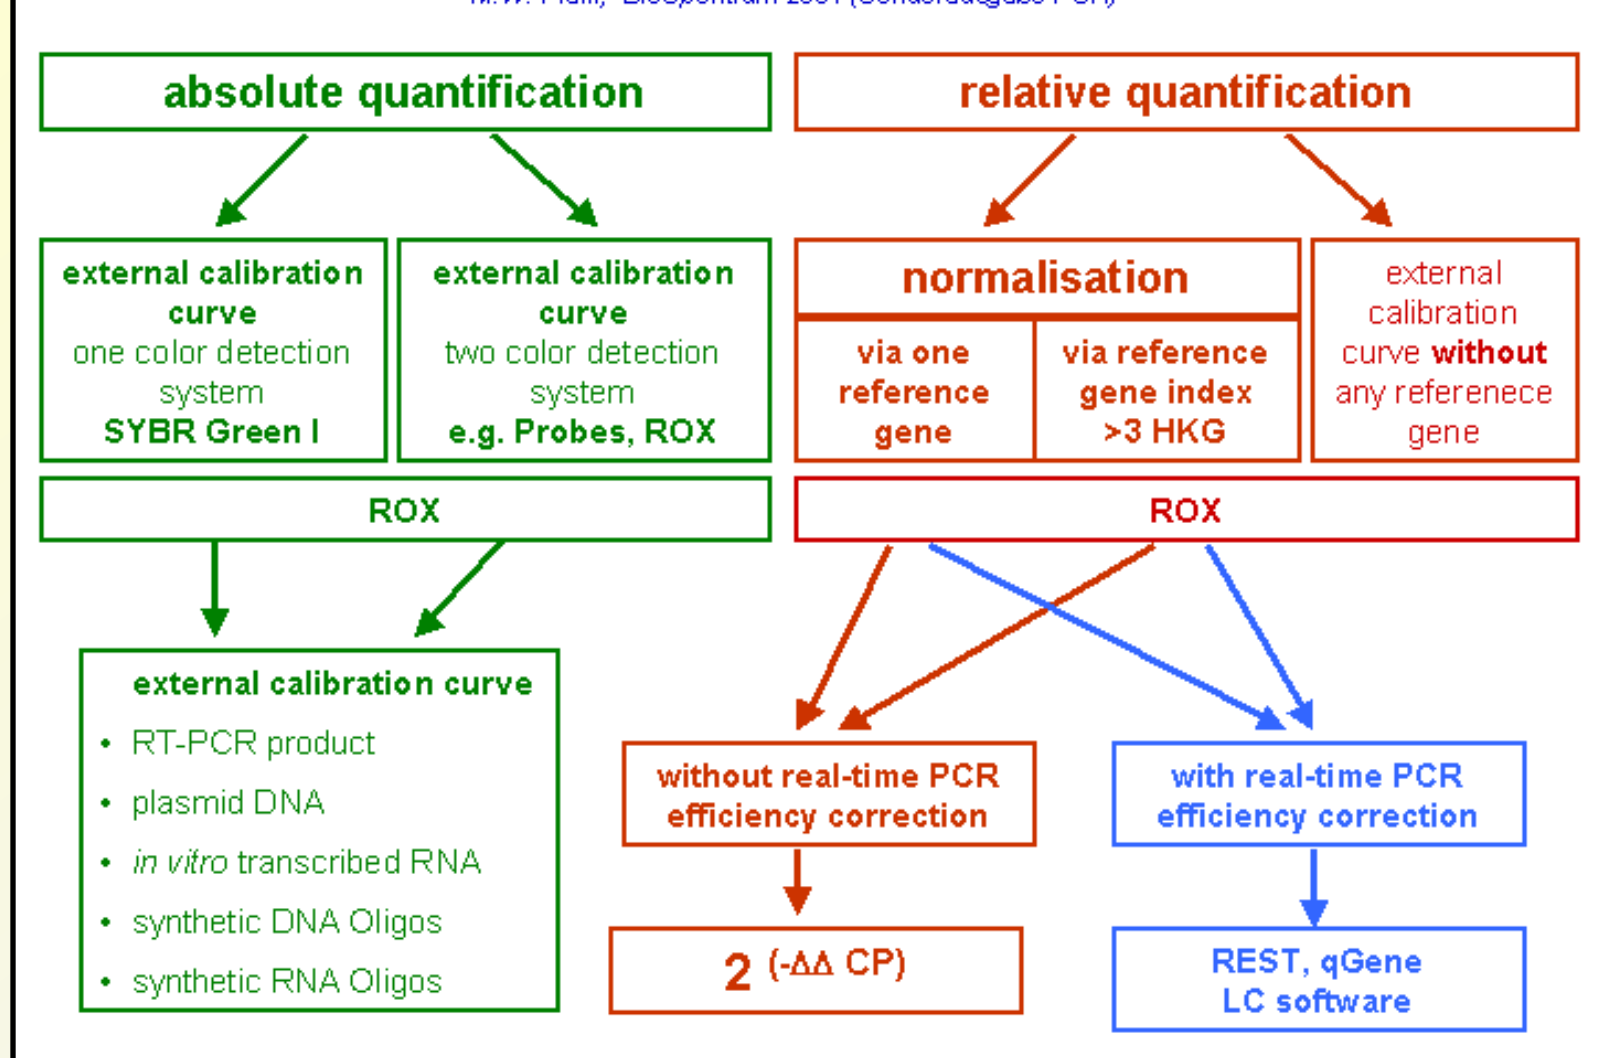 absolute quantification
relative quantification
external calibration
curve
one color detection
system
SYBR Green I
external calibration
curve
two color detection
system
e.g. Probes, ROX
normalisation
via one
reference
gene
via reference
gene index
>3 HKG
external
calibration
curve without
any referenece
gene
ROX
ROX
external calibration curve
• RT-PCR product
• plasmid DNA
• in vitro transcribed RNA
• synthetic DNA Oligos
• synthetic RNA Oligos
without real-time PCR
efficiency correction
with real-time PCR
efficiency correction
2 (-ΔΔ CP)
REST, qGene
LC software